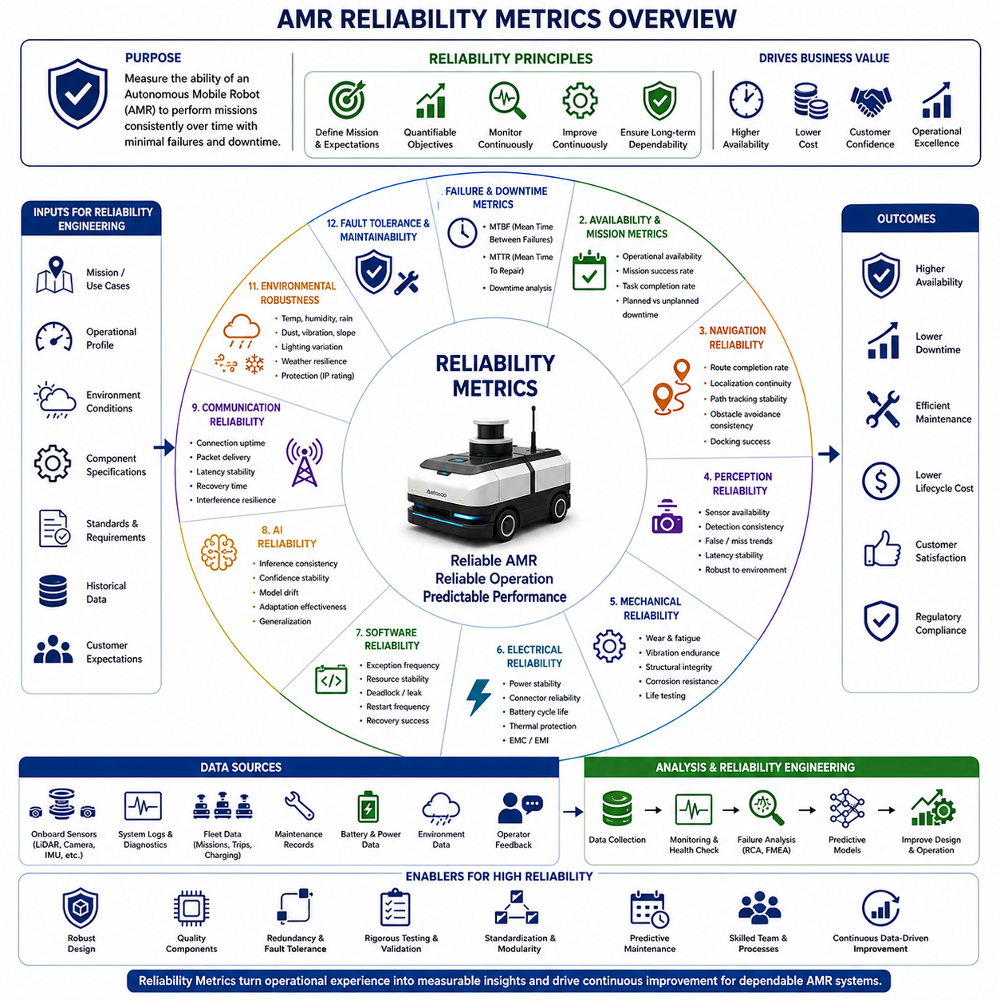 AMR RELIABILITY METRICS OVERVIEW
PURPOSE
Measure the ability of an
Autonomous Mobile Robot
(AMR) to perform missions
consistently over time with
minimal failures and downtime.
RELIABILITY PRINCIPLES
Define Mission
& Expectations
Quantifiable
Objectives
Monitor
Continuously
Improve
Continuously
Ensure Long-term
Dependability
DRIVES BUSINESS VALUE
Higher
Availability
Lower
Cost
Customer
Confidence
Operational
Excellence
INPUTS FOR RELIABILITY
ENGINEERING
Mission /
Use Cases
Operational
Profile
Environment
Conditions
Component
Specifications
Standards &
Requirements
Historical
Data
Customer
Expectations
. FAILURE & DOWNTIME
METRICS
• MTBF (Mean Time
Between Failures)
• MTTR (Mean Time
To Repair)
• Downtime analysis
2. AVAILABILITY &
MISSION METRICS
• Operational availability
• Mission success rate
• Task completion rate
• Planned vs unplanned
downtime
3. NAVIGATION
RELIABILITY
• Route completion rate
• Localization continuity
• Path tracking stability
• Obstacle avoidance
consistency
• Docking success
4. PERCEPTION
RELIABILITY
• Sensor availability
• Detection consistency
• False / miss trends
• Latency stability
• Robust to environment
5. MECHANICAL
RELIABILITY
• Wear & fatigue
• Vibration endurance
• Structural integrity
• Corrosion resistance
• Life testing
6. ELECTRICAL
RELIABILITY
• Power stability
• Connector reliability
• Battery cycle life
• Thermal protection
• EMC / EMI
7. SOFTWARE
RELIABILITY
</>
• Exception frequency
• Resource stability
• Deadlock / leak
• Restart frequency
• Recovery success
8. AI
RELIABILITY
• Inference consistency
• Confidence stability
• Model drift
• Adaptation effectiveness
• Generalization
9. COMMUNICATION
RELIABILITY
• Connection uptime
• Packet delivery
• Latency stability
• Recovery time
• Interference resilience
11. ENVIRONMENTAL
ROBUSTNESS
• Temp, humidity, rain
• Dust, vibration, slope
• Lighting variation
• Weather resilience
• Protection (IP rating)
12. FAULT TOLERANCE &
MAINTAINABILITY
RELIABILITY
METRICS
Reliable AMR
Reliable Operation
Predictable Performance
OUTCOMES
Higher
Availability
Lower
Downtime
Efficient
Maintenance
$
Lower
Lifecycle Cost
Customer
Satisfaction
Regulatory
Compliance
DATA SOURCES
Onboard Sensors
(LiDAR, Camera,
IMU, etc.)
System Logs &
Diagnostics
Fleet Data
(Missions, Trips,
Charging)
Maintenance
Records
Battery & Power
Data
Environment
Data
Operator
Feedback
ANALYSIS & RELIABILITY ENGINEERING
Data Collection
Monitoring &
Health Check
Failure Analysis
(RCA, FMEA)
Predictive
Models
Improve Design
& Operation
ENABLERS FOR HIGH RELIABILITY
Robust
Design
Quality
Components
Redundancy &
Fault Tolerance
Rigorous Testing &
Validation
Standardization &
Modularity
Predictive
Maintenance
Skilled Team &
Processes
Continuous Data-Driven
Improvement
Reliability Metrics turn operational experience into measurable insights and drive continuous improvement for dependable AMR systems.